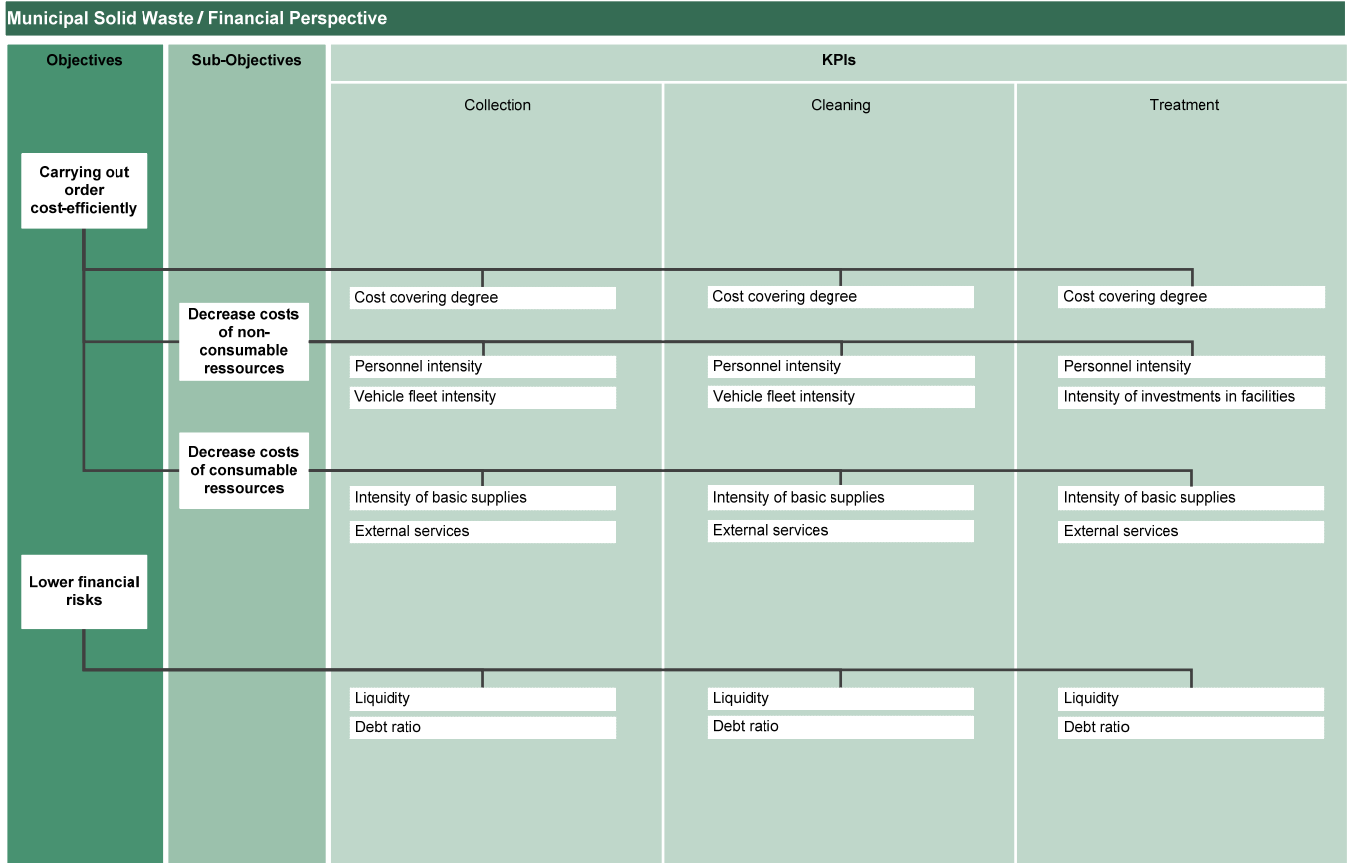 Municipal Solid Waste / Financial Perspective
Objectives
Sub-Objectives
KPIs
Collection
Cleaning
Treatment
Carrying out
order
cost-efficiently
Cost covering degree
Cost covering degree
Cost covering degree
Decrease costs
of non-
consumable
ressources
Personnel intensity
Personnel intensity
Personnel intensity
Vehicle fleet intensity
Vehicle fleet intensity
Intensity of investments in facilities
Decrease costs
of consumable
ressources
Intensity of basic supplies
Intensity of basic supplies
Intensity of basic supplies
External services
External services
External services
Lower financial
risks
Liquidity
Liquidity
Liquidity
Debt ratio
Debt ratio
Debt ratio